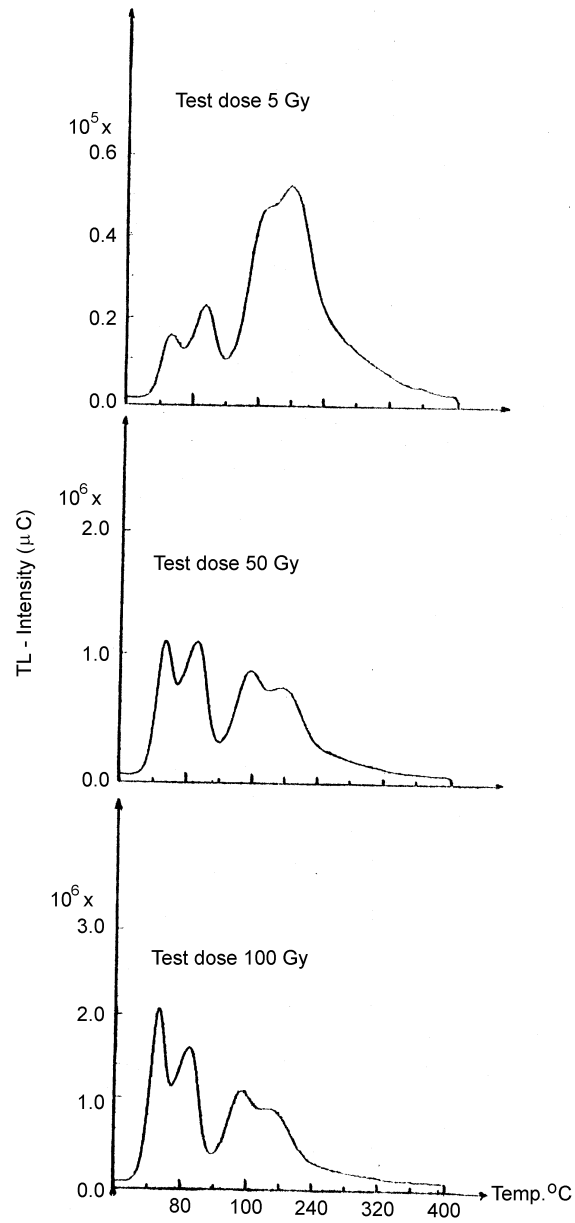 Test dose 5 Gy
10⁵x
0.6
0.4
0.2
0.0
10⁶x
2.0
Test dose 50 Gy
TL - Intensity (μC)
1.0
0.0
10⁶x
3.0
Test dose 100 Gy
2.0
1.0
0.0
80 100 240 320 400 Temp.ºC